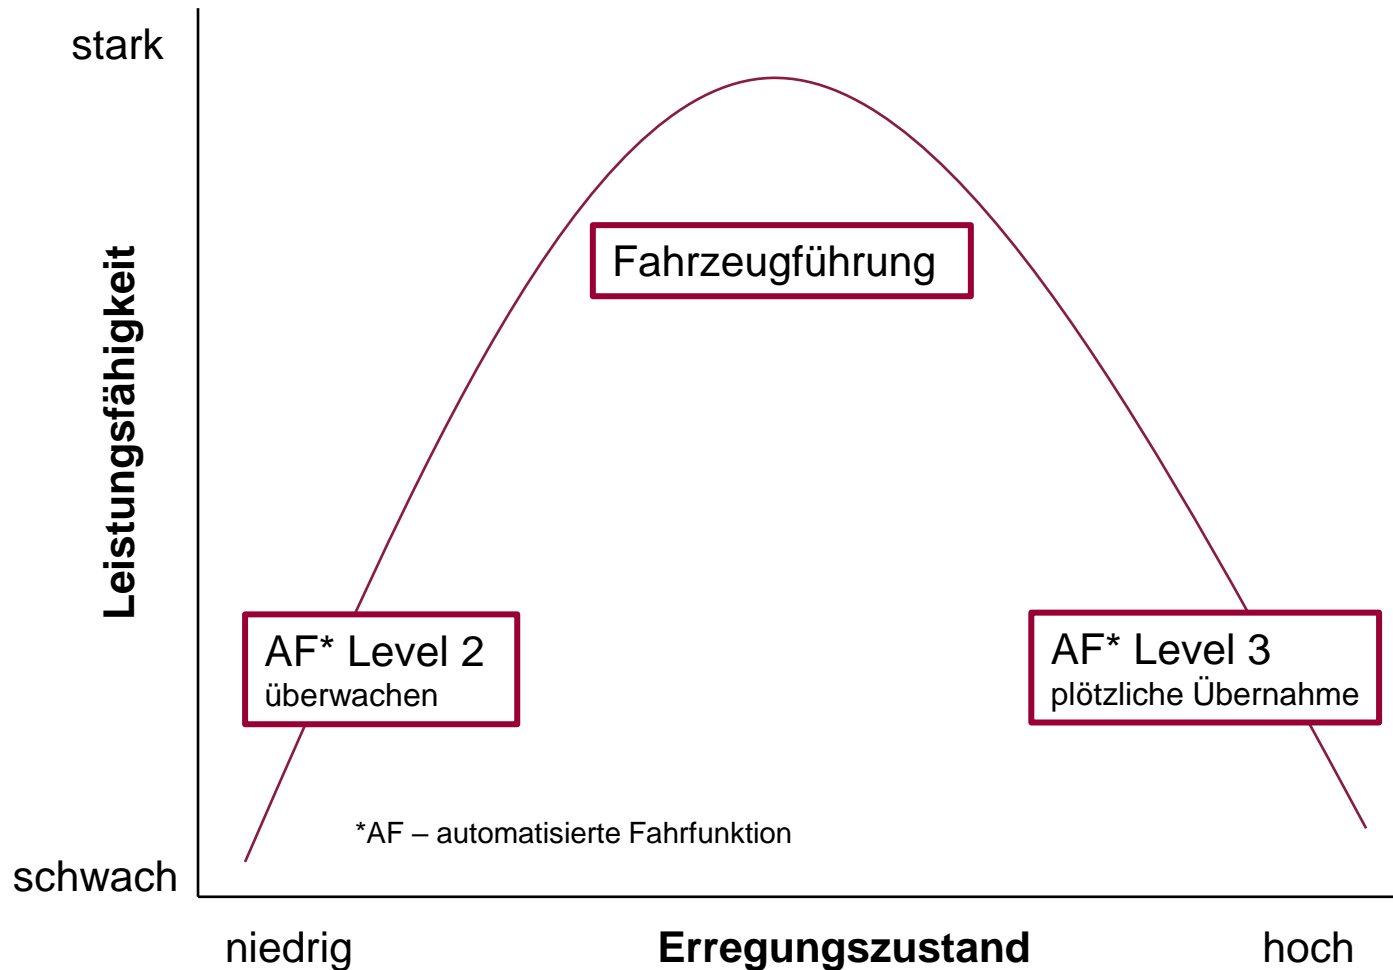 stark
Leistungsfähigkeit
Fahrzeugführung
AF* Level 2
überwachen
AF* Level 3
plötzliche Übernahme
*AF – automatisierte Fahrfunktion
schwach
niedrig
Erregungszustand
hoch